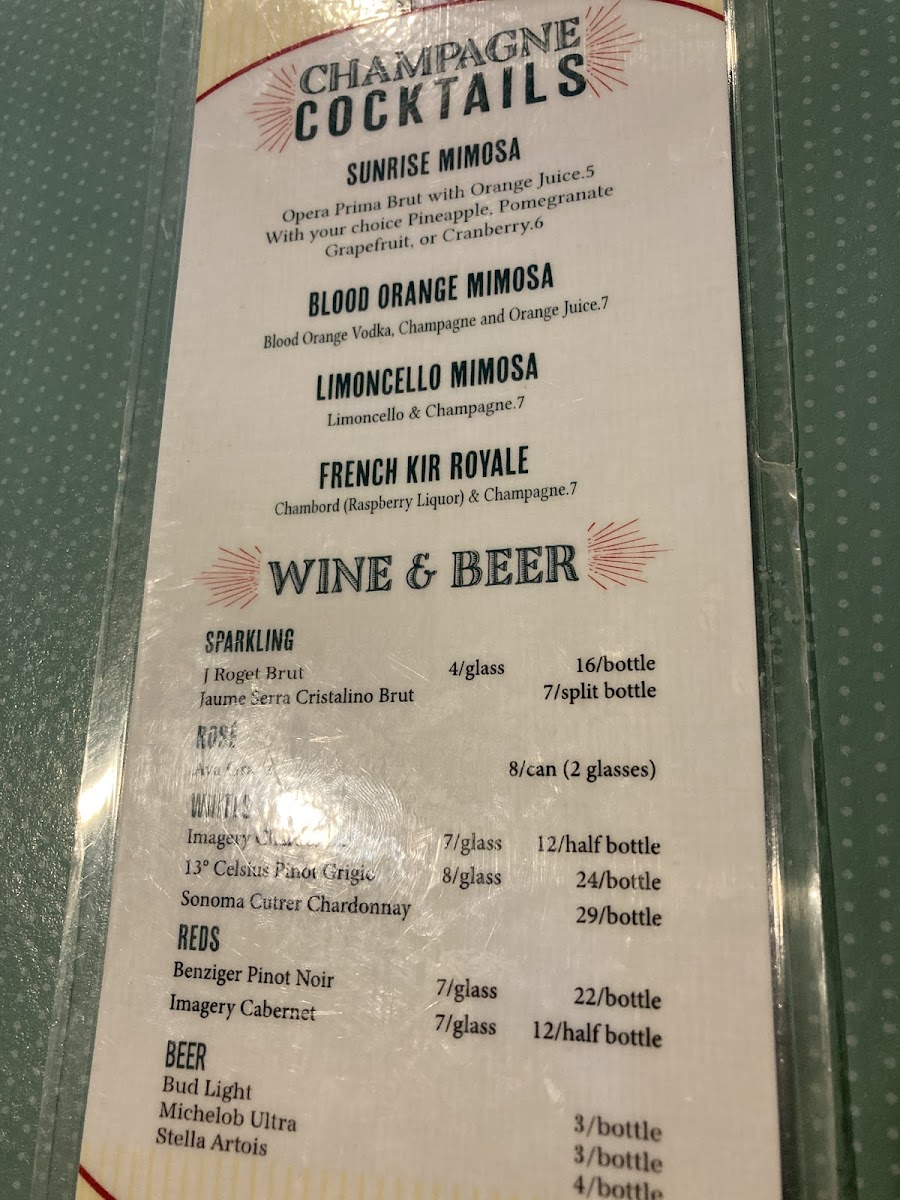 CHAMPAGNE
COCKTAILS
SUNRISE MIMOSA
Opera Prima Brut with Orange Juice.5
With your choice Pineapple, Pomegranate
Grapefruit, or Cranberry.6
BLOOD ORANGE MIMOSA
Blood Orange Vodka, Champagne and Orange Juice.7
LIMONCELLO MIMOSA
Limoncello & Champagne.7
FRENCH KIR ROYALE
Chambord (Raspberry Liquor) & Champagne.7
WINE & BEER
SPARKLING
J Roget Brut 4/glass 16/bottle
Jaume Serra Cristalino Brut 7/split bottle
ROSÉ
Ava 8/can (2 glasses)
WHITES
Imagery 7/glass 12/half bottle
13° Celsius Pinot Grigio 8/glass 24/bottle
Sonoma Cutrer Chardonnay 29/bottle
REDS
Benziger Pinot Noir 7/glass 22/bottle
Imagery Cabernet 7/glass 12/half bottle
BEER
Bud Light 3/bottle
Michelob Ultra 3/bottle
Stella Artois 4/bottle